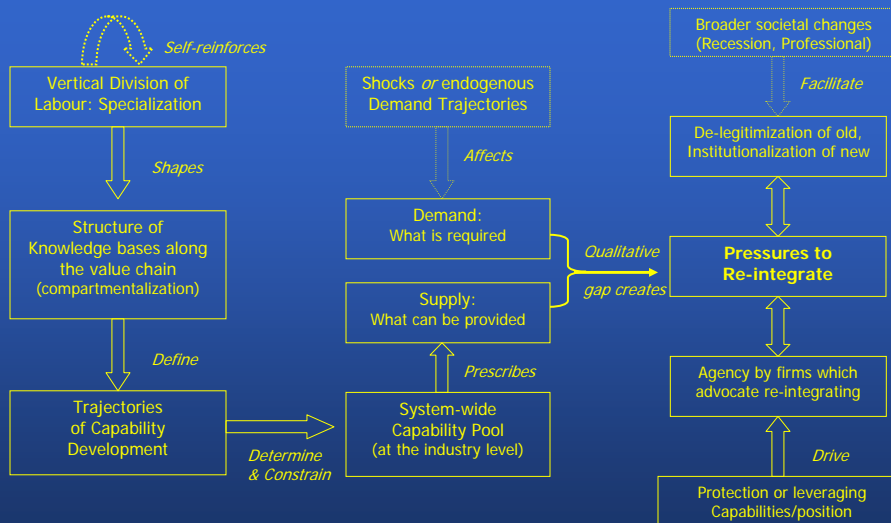 Self-reinforces
Vertical Division of
Labour: Specialization
Shapes
Structure of
Knowledge bases along
the value chain
(compartmentalization)
Define
Trajectories
of Capability
Development
Determine
& Constrain
Shocks or endogenous
Demand Trajectories
Affects
Demand:
What is required
Supply:
What can be provided
Prescribes
System-wide
Capability Pool
(at the industry level)
Qualitative
gap creates
Broader societal changes
(Recession, Professional)
Facilitate
De-legitimization of old,
Institutionalization of new
Pressures to
Re-integrate
Agency by firms which
advocate re-integrating
Drive
Protection or leveraging
Capabilities/position